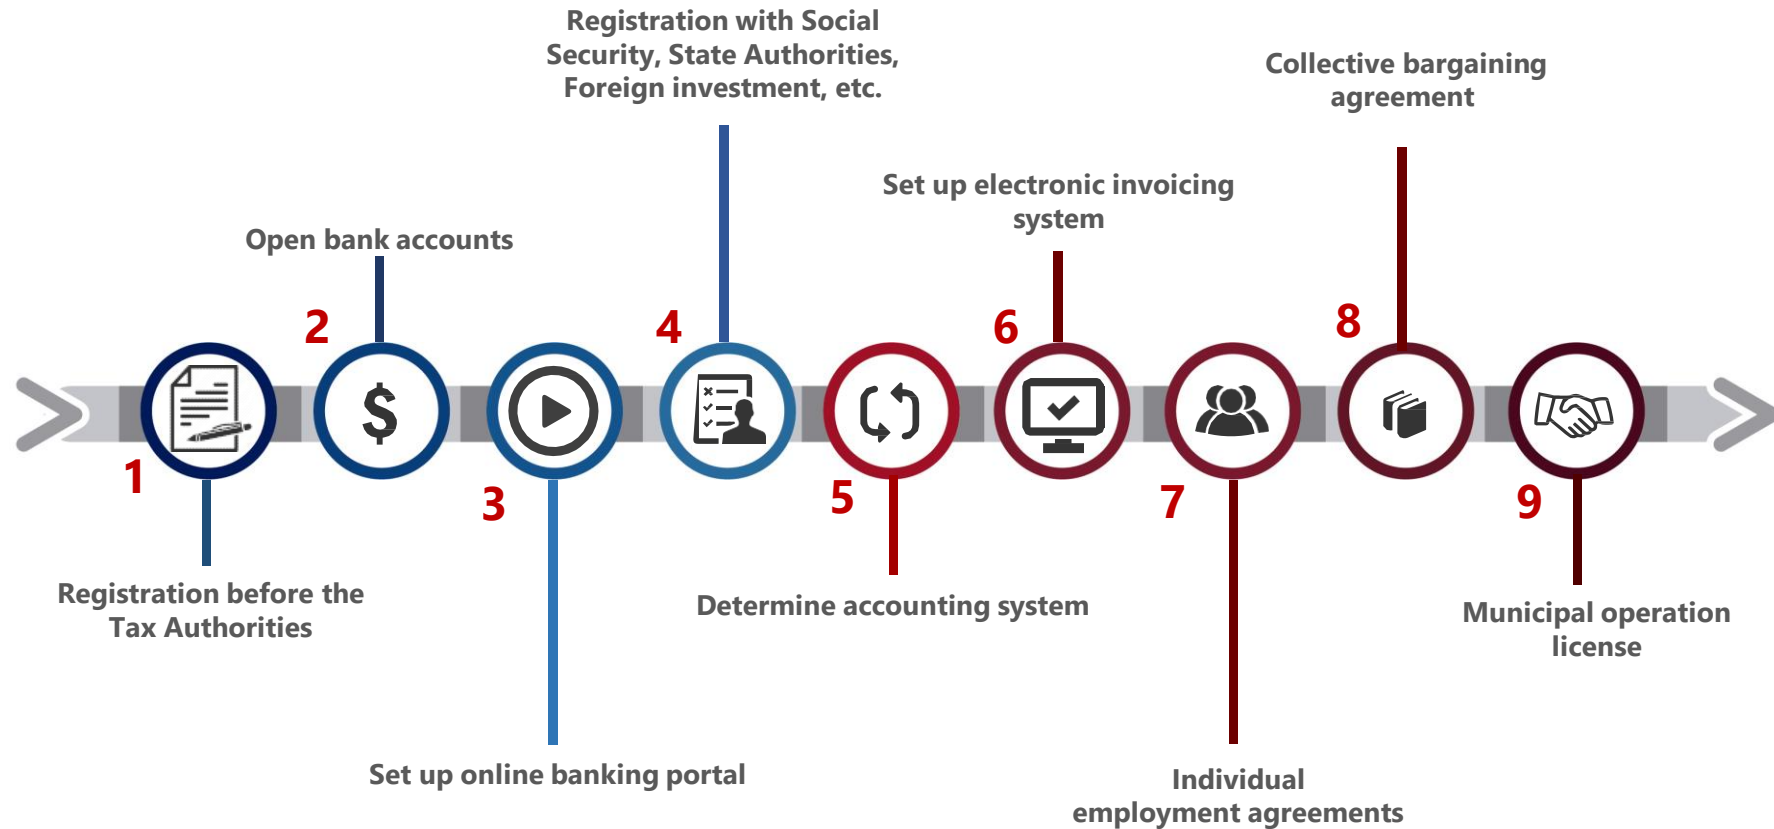 1
Registration before the
Tax Authorities
2
Open bank accounts
3
Set up online banking portal
4
Registration with Social
Security, State Authorities,
Foreign investment, etc.
5
Determine accounting system
6
Set up electronic invoicing
system
7
Individual
employment agreements
8
Collective bargaining
agreement
9
Municipal operation
license
$